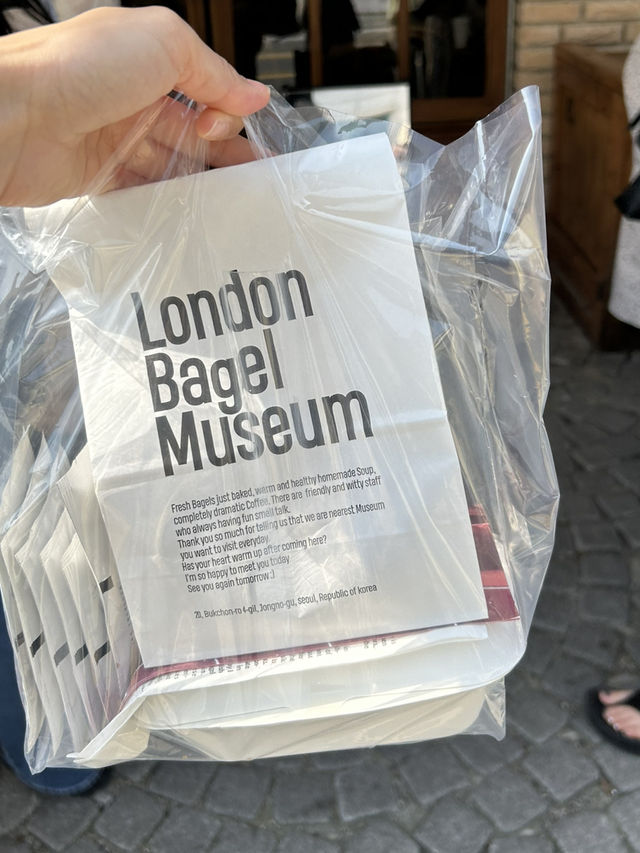 London
Bagel
Museum
Fresh Bagels just baked, warm and healthy homemade Soup,
completely dramatic Coffee. There are friendly and witty staff
who always having fun small talk.
Thank you so much for telling us that we are nearest Museum
you want to visit everyday.
Has your heart warm up after coming here?
I'm so happy to meet you today
See you again tomorrow :)
20, Bukchon-ro 4-gil, Jongno-gu, Seoul, Republic of korea